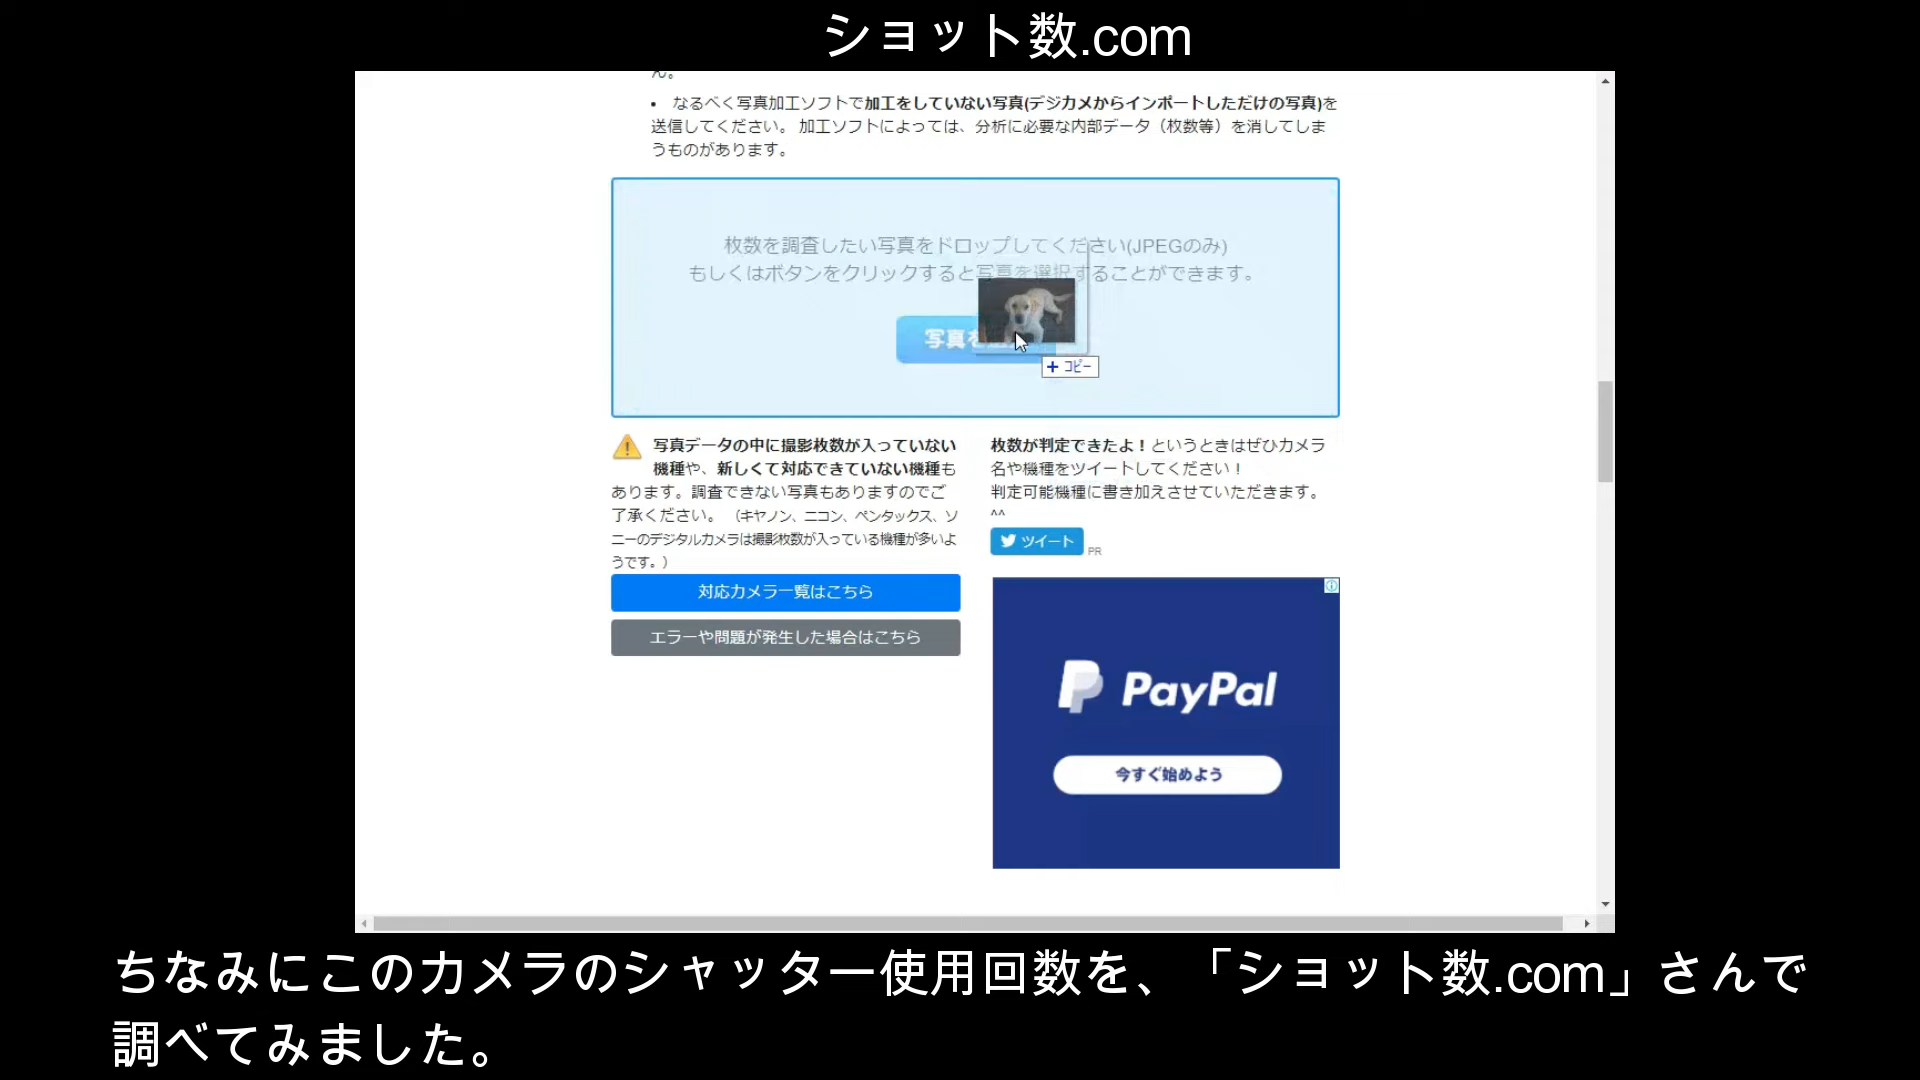 ショット数.com
ん。
• なるべく写真加工ソフトで加工をしていない写真(デジカメからインポートしただけの写真)を
送信してください。 加工ソフトによっては、分析に必要な内部データ（枚数等）を消してしま
うものがあります。
枚数を調査したい写真をドロップしてください(JPEGのみ)
もしくはボタンをクリックすると写真を選択することができます。
写真を
+ コピー
写真データの中に撮影枚数が入っていない
機種や、新しくて対応できていない機種も
あります。調査できない写真もありますのでご
了承ください。 （キヤノン、ニコン、ペンタックス、ソ
ニーのデジタルカメラは撮影枚数が入っている機種が多いよ
うです。）
対応カメラ一覧はこちら
エラーや問題が発生した場合はこちら
枚数が判定できたよ！というときはぜひカメラ
名や機種をツイートしてください！
判定可能機種に書き加えさせていただきます。
^^
ツイート
PR
PayPal
今すぐ始めよう
ちなみにこのカメラのシャッター使用回数を、「ショット数.com」さんで
調べてみました。